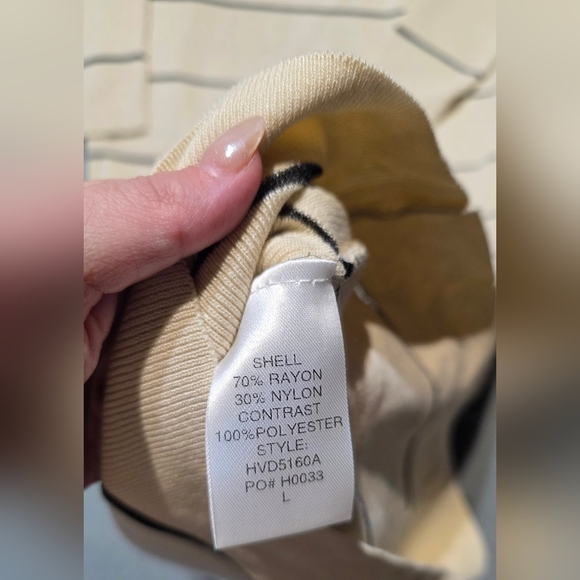 SHELL
70% RAYON
30% NYLON
CONTRAST
100%POLYESTER
STYLE:
HVD5160A
PO# H0033
L